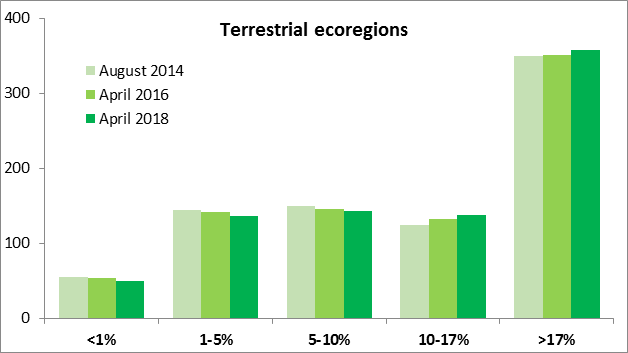 Terrestrial ecoregions
400
300
200
100
0
August 2014
April 2016
April 2018
<1% 1-5% 5-10% 10-17% >17%